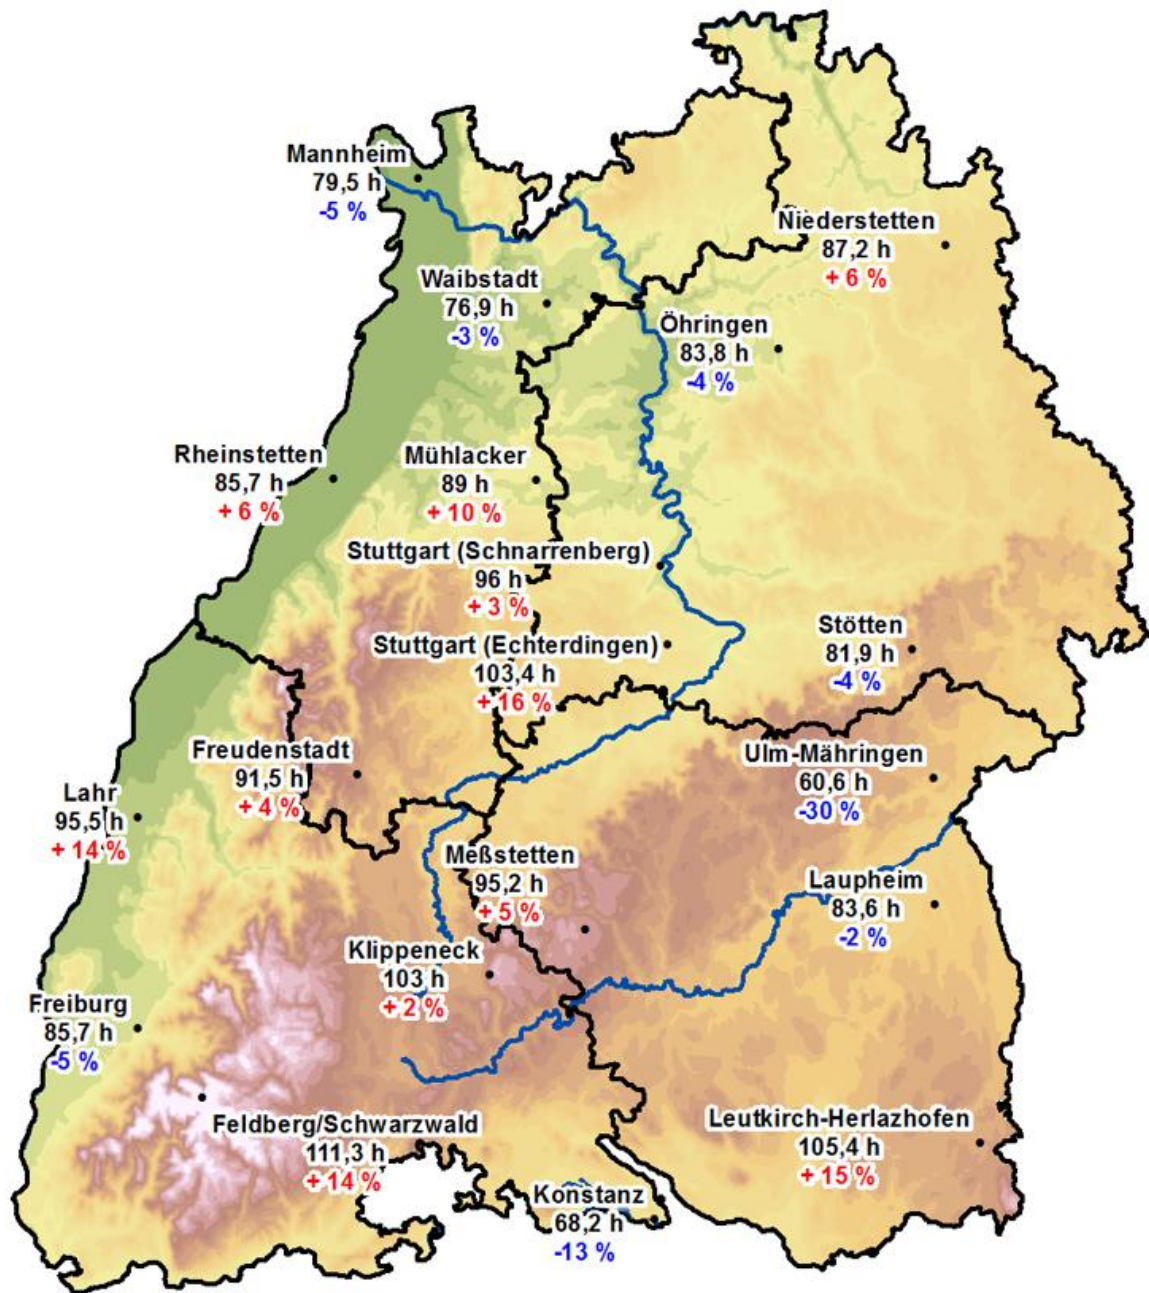 Mannheim
79,5 h
-5 %
Niederstetten
87,2 h
+ 6 %
Waibstadt
76,9 h
-3 %
Öhringen
83,8 h
-4 %
Rheinstetten
85,7 h
+ 6 %
Mühlacker
89 h
+ 10 %
Stuttgart (Schnarrenberg)
96 h
+ 3 %
Stuttgart (Echterdingen)
103,4 h
+ 16 %
Stötten
81,9 h
-4 %
Freudenstadt
91,5 h
+ 4 %
Ulm-Mähringen
60,6 h
-30 %
Lahr
95,5 h
+ 14 %
Meßstetten
95,2 h
+ 5 %
Laupheim
83,6 h
-2 %
Klippeneck
103 h
+ 2 %
Freiburg
85,7 h
-5 %
Feldberg/Schwarzwald
111,3 h
+ 14 %
Leutkirch-Herlazhofen
105,4 h
+ 15 %
Konstanz
68,2 h
-13 %